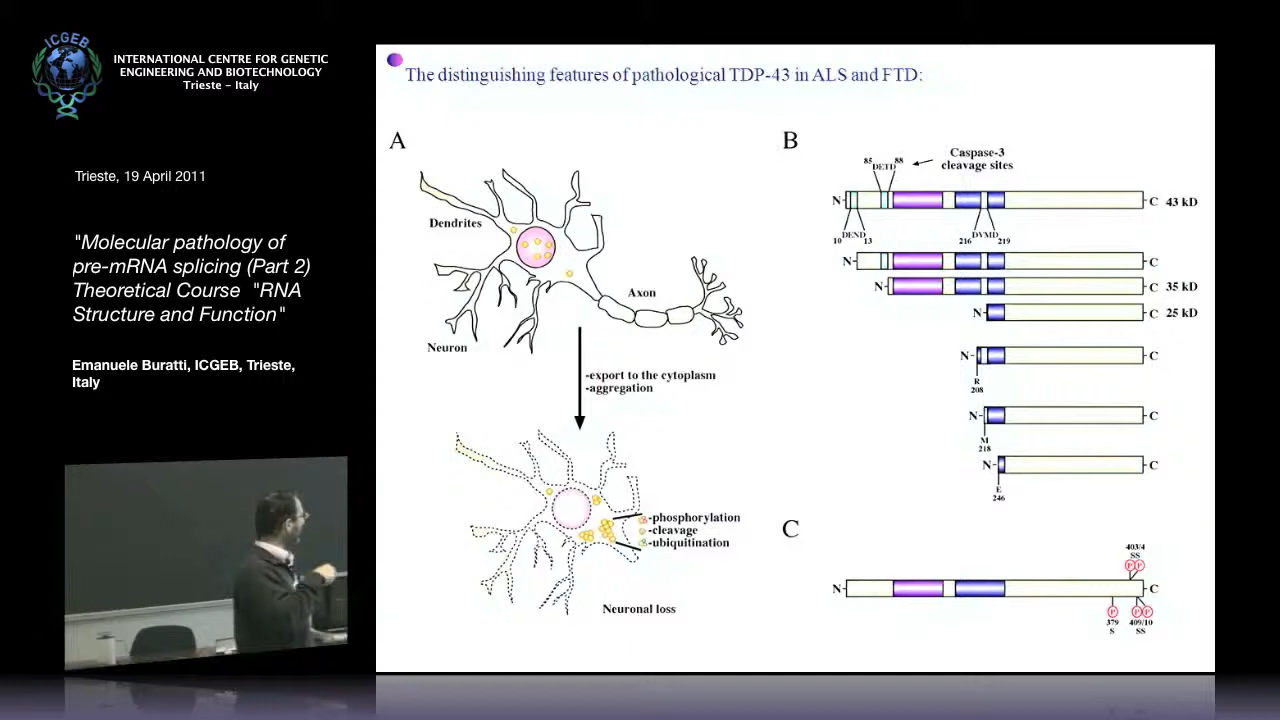 ICGEB
INTERNATIONAL CENTRE FOR GENETIC
ENGINEERING AND BIOTECHNOLOGY
Trieste - Italy
Trieste, 19 April 2011
"Molecular pathology of
pre-mRNA splicing (Part 2)
Theoretical Course "RNA
Structure and Function"
Emanuele Buratti, ICGEB, Trieste,
Italy
The distinguishing features of pathological TDP-43 in ALS and FTD:
A
Dendrites
Axon
Neuron
-export to the cytoplasm
-aggregation
-phosphorylation
-cleavage
-ubiquitination
Neuronal loss
B
Caspase-3
cleavage sites
85 DETD 88
N C 43 kD
10 DEND 13
216 DVMD 219
N C
N C 35 kD
N C 25 kD
N C
R
208
N C
M
218
N C
E
246
C
403/4
SS
P P
N C
P P P
379 409/10
S SS